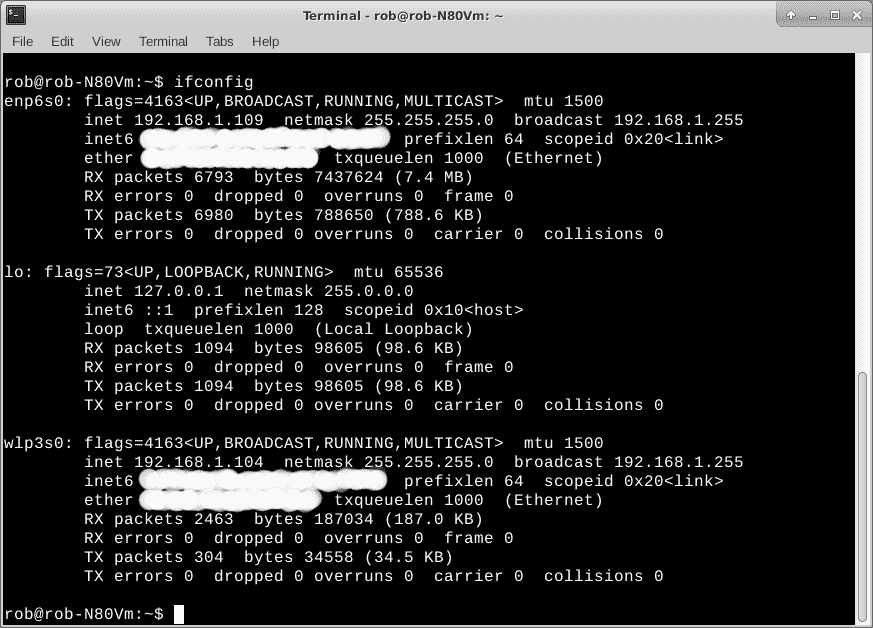 Terminal - rob@rob-N80Vm: ~
File Edit View Terminal Tabs Help
rob@rob-N80Vm:~$ ifconfig
enp6s0: flags=4163<UP,BROADCAST,RUNNING,MULTICAST>  mtu 1500
        inet 192.168.1.109  netmask 255.255.255.0  broadcast 192.168.1.255
        inet6  prefixlen 64  scopeid 0x20<link>
        ether  txqueuelen 1000  (Ethernet)
        RX packets 6793  bytes 7437624 (7.4 MB)
        RX errors 0  dropped 0  overruns 0  frame 0
        TX packets 6980  bytes 788650 (788.6 KB)
        TX errors 0  dropped 0 overruns 0  carrier 0  collisions 0
lo: flags=73<UP,LOOPBACK,RUNNING>  mtu 65536
        inet 127.0.0.1  netmask 255.0.0.0
        inet6 ::1  prefixlen 128  scopeid 0x10<host>
        loop  txqueuelen 1000  (Local Loopback)
        RX packets 1094  bytes 98605 (98.6 KB)
        RX errors 0  dropped 0  overruns 0  frame 0
        TX packets 1094  bytes 98605 (98.6 KB)
        TX errors 0  dropped 0 overruns 0  carrier 0  collisions 0
wlp3s0: flags=4163<UP,BROADCAST,RUNNING,MULTICAST>  mtu 1500
        inet 192.168.1.104  netmask 255.255.255.0  broadcast 192.168.1.255
        inet6  prefixlen 64  scopeid 0x20<link>
        ether  txqueuelen 1000  (Ethernet)
        RX packets 2463  bytes 187034 (187.0 KB)
        RX errors 0  dropped 0  overruns 0  frame 0
        TX packets 304  bytes 34558 (34.5 KB)
        TX errors 0  dropped 0 overruns 0  carrier 0  collisions 0
rob@rob-N80Vm:~$